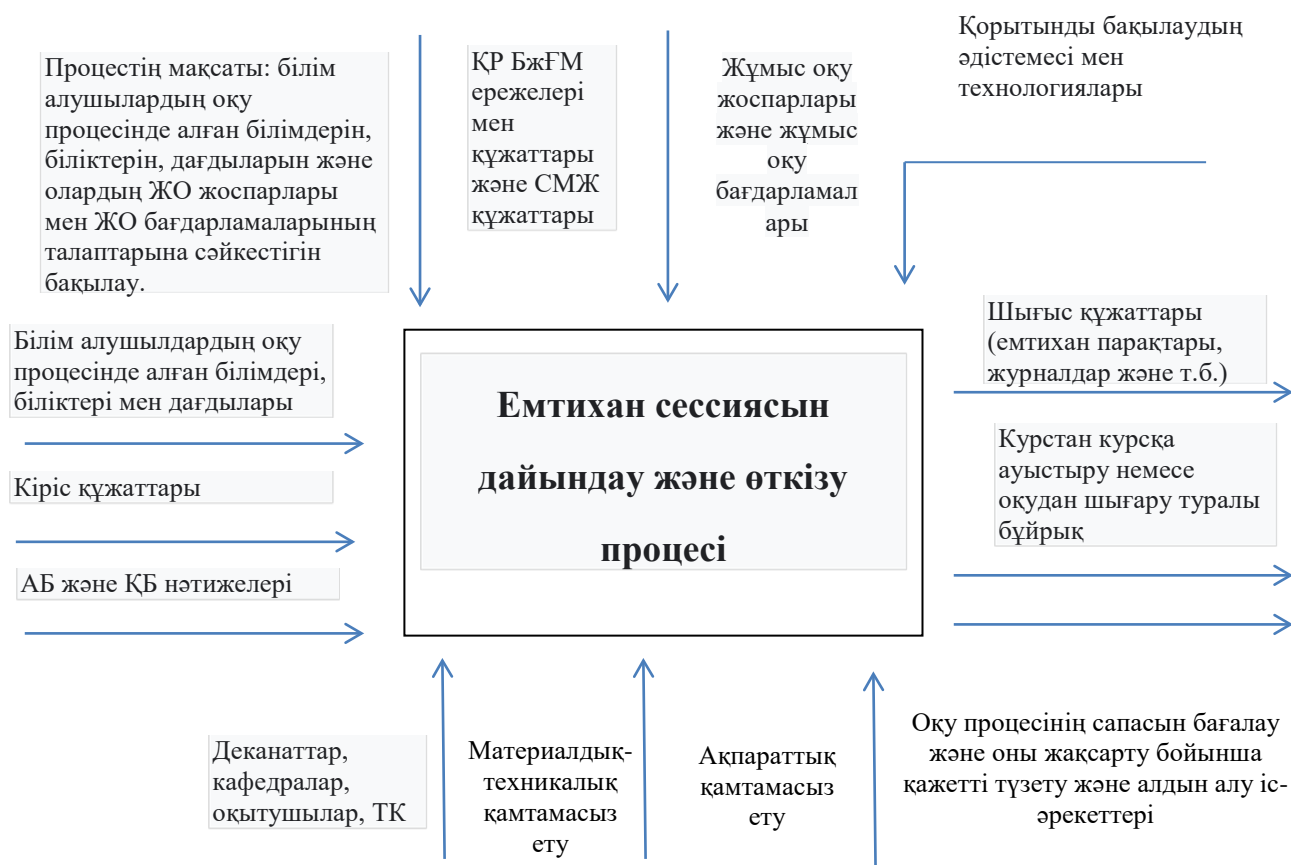 Процестің мақсаты: білім
алушылардың оқу
процесінде алған білімдерін,
біліктерін, дағдыларын және
олардың ЖО жоспарлары
мен ЖО бағдарламаларының
талаптарына сәйкестігін
бақылау.
ҚР БжҒМ
ережелері
мен
құжаттары
және СМЖ
құжаттары
Жұмыс оқу
жоспарлары
және жұмыс
оқу
бағдарламал
ары
Қорытынды бақылаудың
әдістемесі мен
технологиялары
Білім алушылдардың оқу
процесінде алған білімдері,
біліктері мен дағдылары
Кіріс құжаттары
АБ және ҚБ нәтижелері
Емтихан сессиясын
дайындау және өткізу
процесі
Шығыс құжаттары
(емтихан парақтары,
журналдар және т.б.)
Курстан курсқа
ауыстыру немесе
оқудан шығару туралы
бұйрық
Деканаттар,
кафедралар,
оқытушылар, ТК
Материалдық-
техникалық
қамтамасыз
ету
Ақпараттық
қамтамасыз
ету
Оқу процесінің сапасын бағалау
және оны жақсарту бойынша
қажетті түзету және алдын алу іс-
әрекеттері